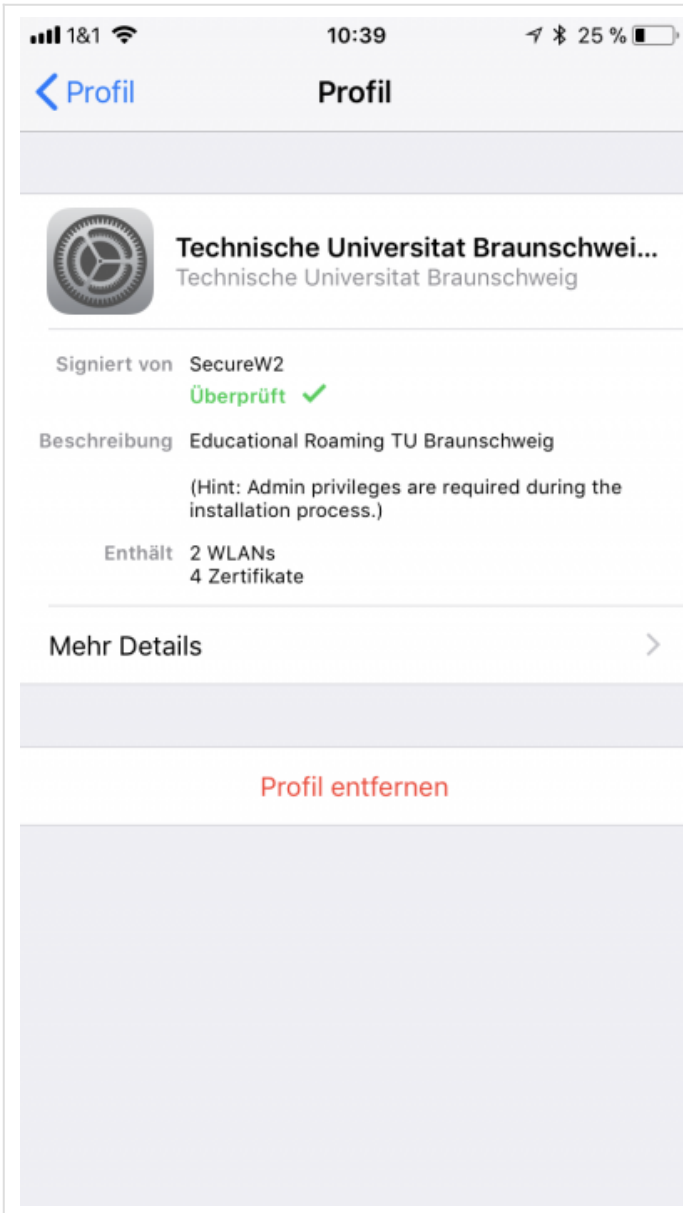 1&1 10:39 25 %
Profil Profil
Technische Universitat Braunschwei...
Technische Universitat Braunschweig
Signiert von SecureW2
Überprüft
Beschreibung Educational Roaming TU Braunschweig
(Hint: Admin privileges are required during the
installation process.)
Enthält 2 WLANs
4 Zertifikate
Mehr Details
Profil entfernen